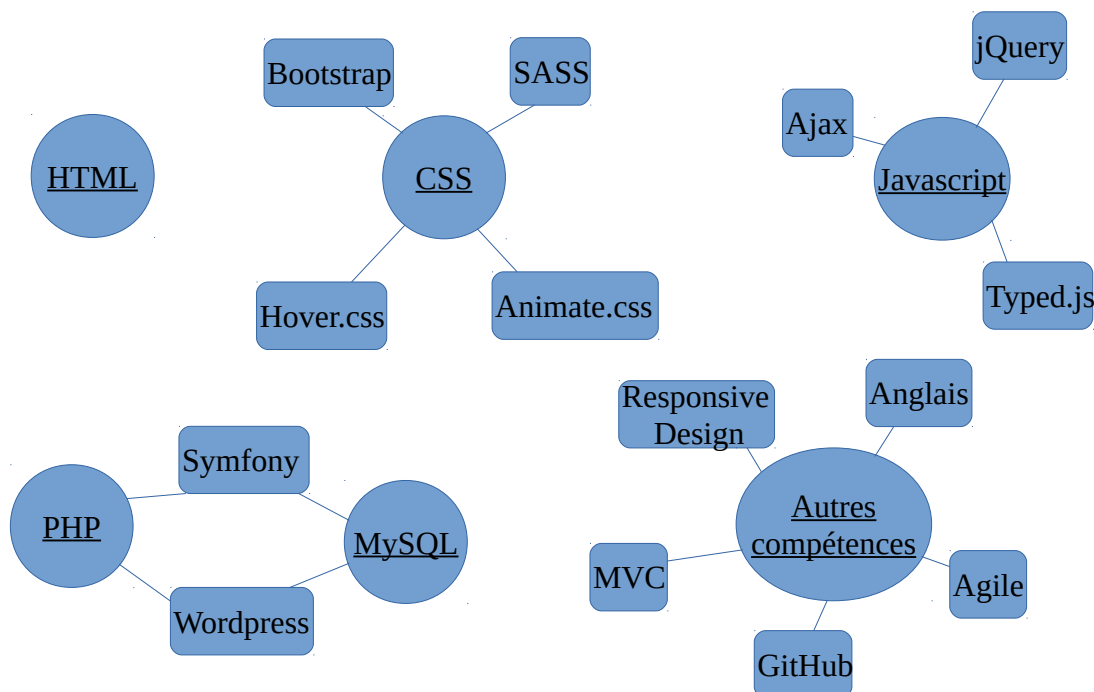 HTML
Bootstrap
SASS
CSS
Hover.css
Animate.css
jQuery
Ajax
Javascript
Typed.js
Symfony
PHP
MySQL
Wordpress
Responsive
Design
Anglais
Autres
compétences
MVC
Agile
GitHub